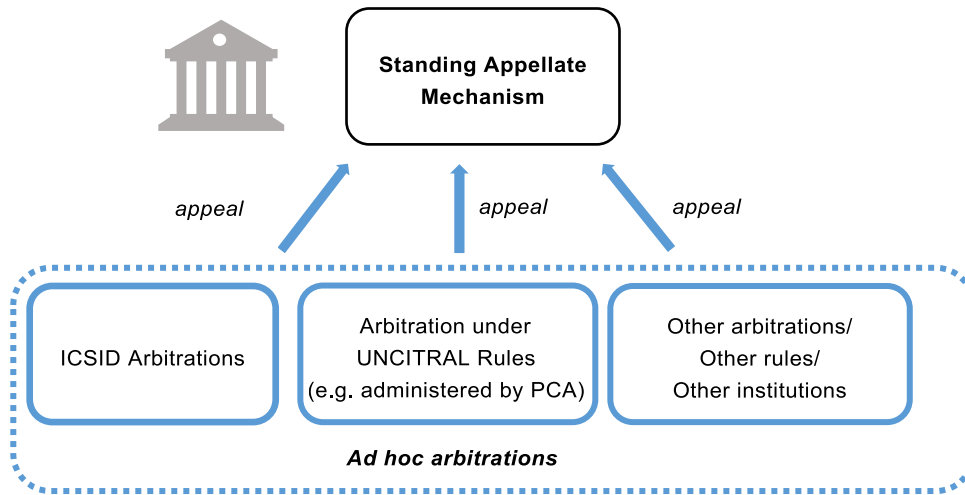 Standing Appellate
Mechanism
appeal
appeal
appeal
ICSID Arbitrations
Arbitration under
UNCITRAL Rules
(e.g. administered by PCA)
Other arbitrations/
Other rules/
Other institutions
Ad hoc arbitrations